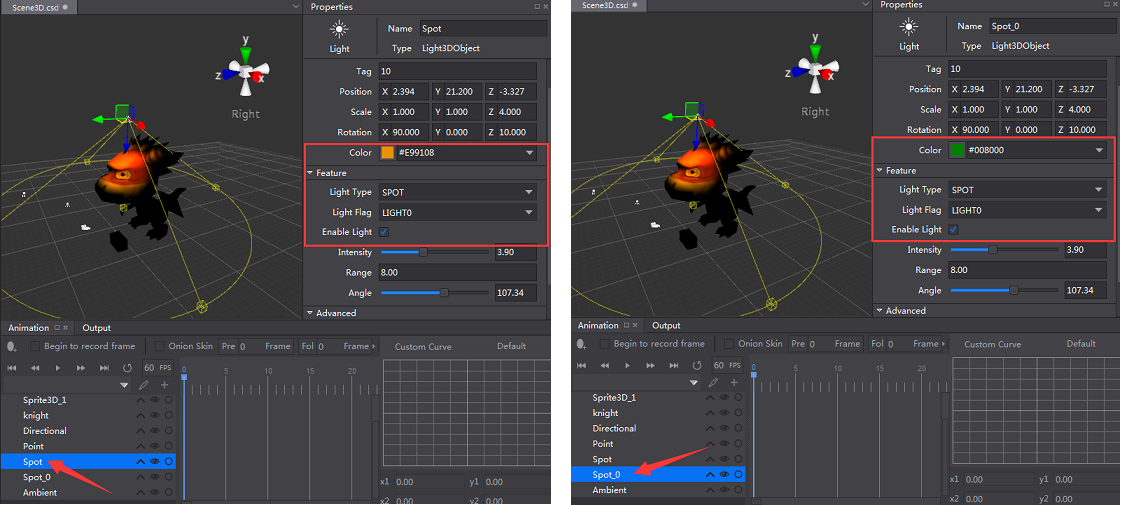 Scene3D.csd
Properties
Light
Name Spot
Type Light3DObject
Tag 10
Position X 2.394 Y 21.200 Z -3.327
Scale X 1.000 Y 1.000 Z 4.000
Rotation X 90.000 Y 0.000 Z 10.000
Color #E99108
Feature
Light Type SPOT
Light Flag LIGHT0
Enable Light
Intensity 3.90
Range 8.00
Angle 107.34
Advanced
y
z
x
Right
Animation Output
Begin to record frame Onion Skin Pre 0 Frame Fol 0 Frame
Custom Curve Default
60 FPS
0 5 10 15 20
Sprite3D_1
knight
Directional
Point
Spot
Spot_0
Ambient
x1 0.00 y1 0.00
x2 0.00 y2 0.00
Scene3D.csd
Properties
Light
Name Spot_0
Type Light3DObject
Tag 10
Position X 2.394 Y 21.200 Z -3.327
Scale X 1.000 Y 1.000 Z 4.000
Rotation X 90.000 Y 0.000 Z 10.000
Color #008000
Feature
Light Type SPOT
Light Flag LIGHT0
Enable Light
Intensity 3.90
Range 8.00
Angle 107.34
Advanced
y
z
x
Right
Animation Output
Begin to record frame Onion Skin Pre 0 Frame Fol 0 Frame
Custom Curve Default
60 FPS
0 5 10 15 20
Sprite3D_1
knight
Directional
Point
Spot
Spot_0
Ambient
x1 0.00 y1 0.00
x2 0.00 y2 0.00